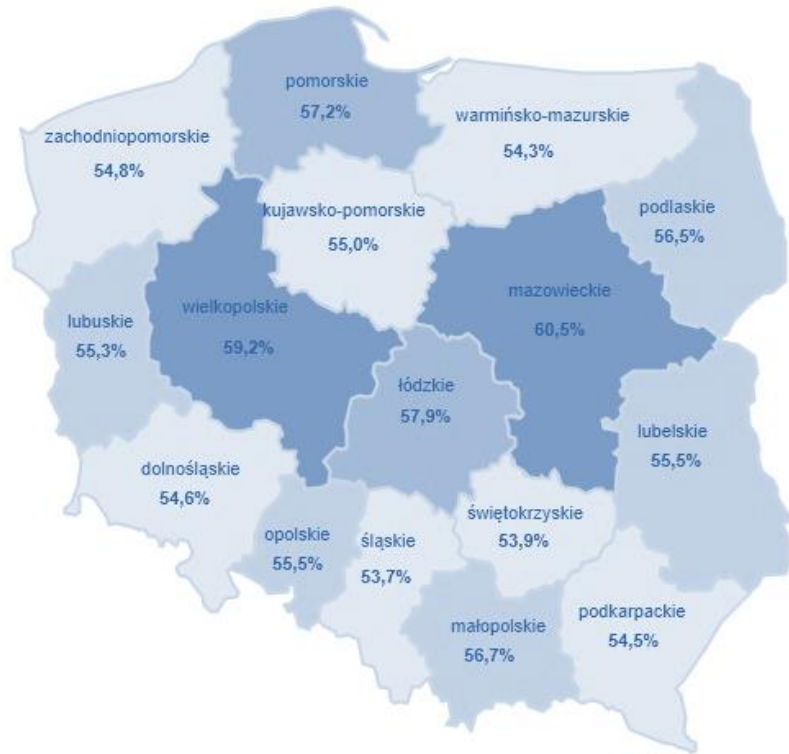 pomorskie
57,2%
warmińsko-mazurskie
54,3%
zachodniopomorskie
54,8%
podlaskie
56,5%
kujawsko-pomorskie
55,0%
mazowieckie
60,5%
wielkopolskie
59,2%
lubuskie
55,3%
łódzkie
57,9%
lubelskie
55,5%
dolnośląskie
54,6%
świętokrzyskie
53,9%
opolskie
55,5%
śląskie
53,7%
podkarpackie
54,5%
małopolskie
56,7%